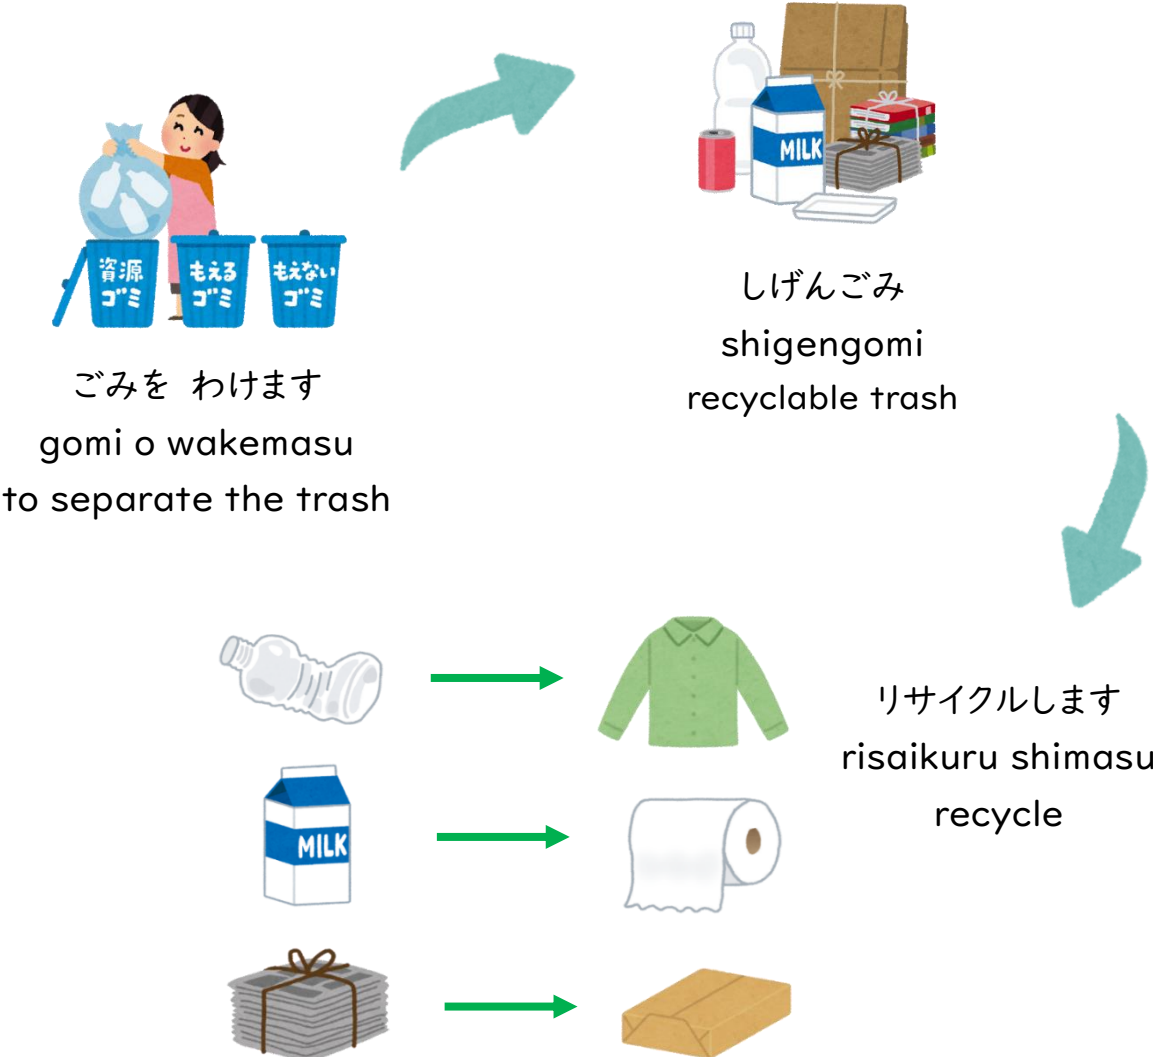 資源
ゴミ
もえる
ゴミ
もえない
ゴミ
ごみを わけます
gomi o wakemasu
to separate the trash
MILK
しげんごみ
shigengomi
recyclable trash
リサイクルします
risaikuru shimasu
recycle
MILK